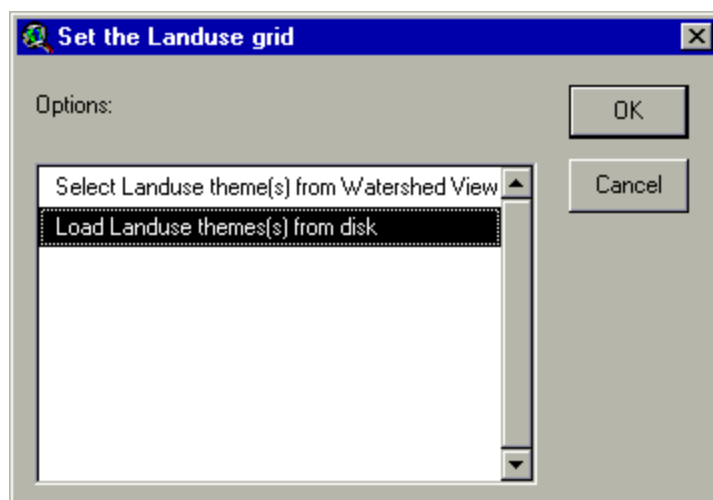 Set the Landuse grid
Options:
OK
Select Landuse theme(s) from Watershed View
Cancel
Load Landuse themes(s) from disk